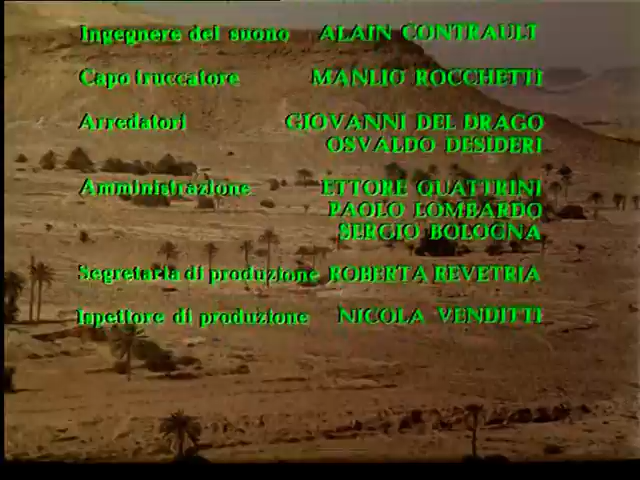 Ingegnere del suono ALAIN CONTRAULT
Capo truccatore MANLIO ROCCHETTI
Arredatori GIOVANNI DEL DRAGO
OSVALDO DESIDERI
Amministrazione ETTORE QUATTRINI
PAOLO LOMBARDO
SERGIO BOLOGNA
Segretaria di produzione ROBERTA REVETRIA
Ispettore di produzione NICOLA VENDITTI